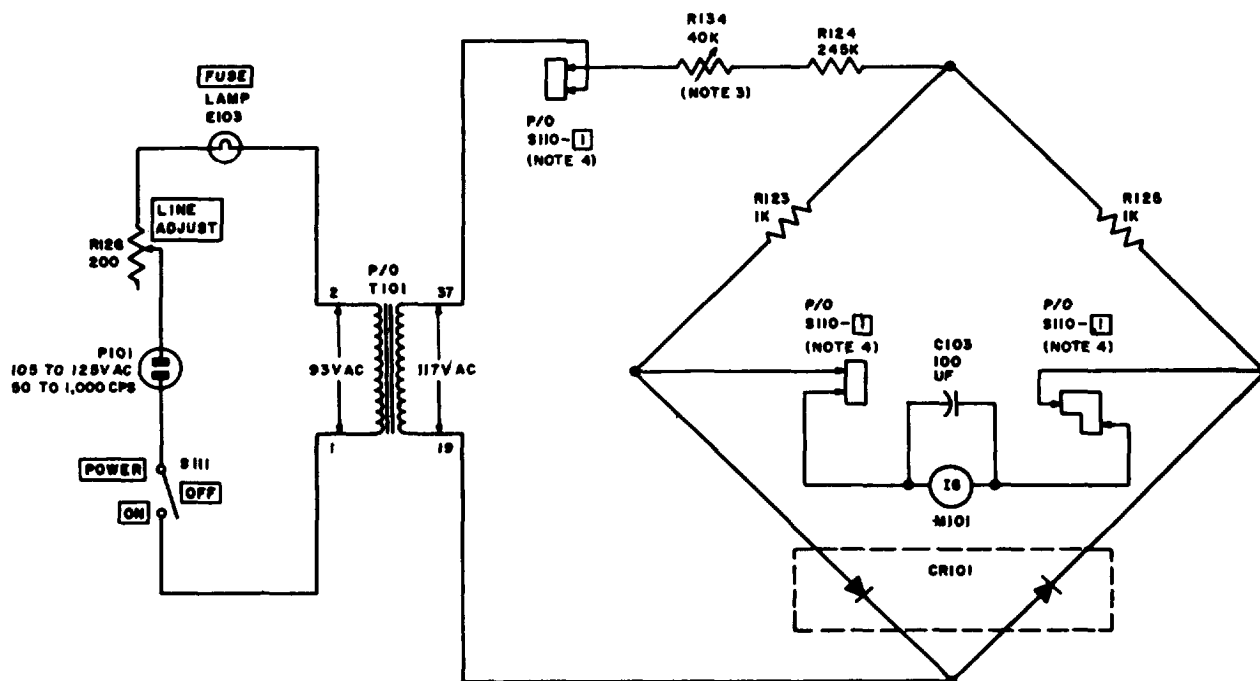 FUSE
LAMP
E103
LINE
ADJUST
R126
200
P101
105 TO 125V AC
50 TO 1,000 CPS
POWER
S111
OFF
ON
2
P/O
T101
37
93V AC
117V AC
1
19
P/O
S110-1
(NOTE 4)
R134
40K
(NOTE 3)
R124
245K
R123
1K
R125
1K
P/O
S110-1
(NOTE 4)
C103
100
UF
P/O
S110-1
(NOTE 4)
M101
CR101